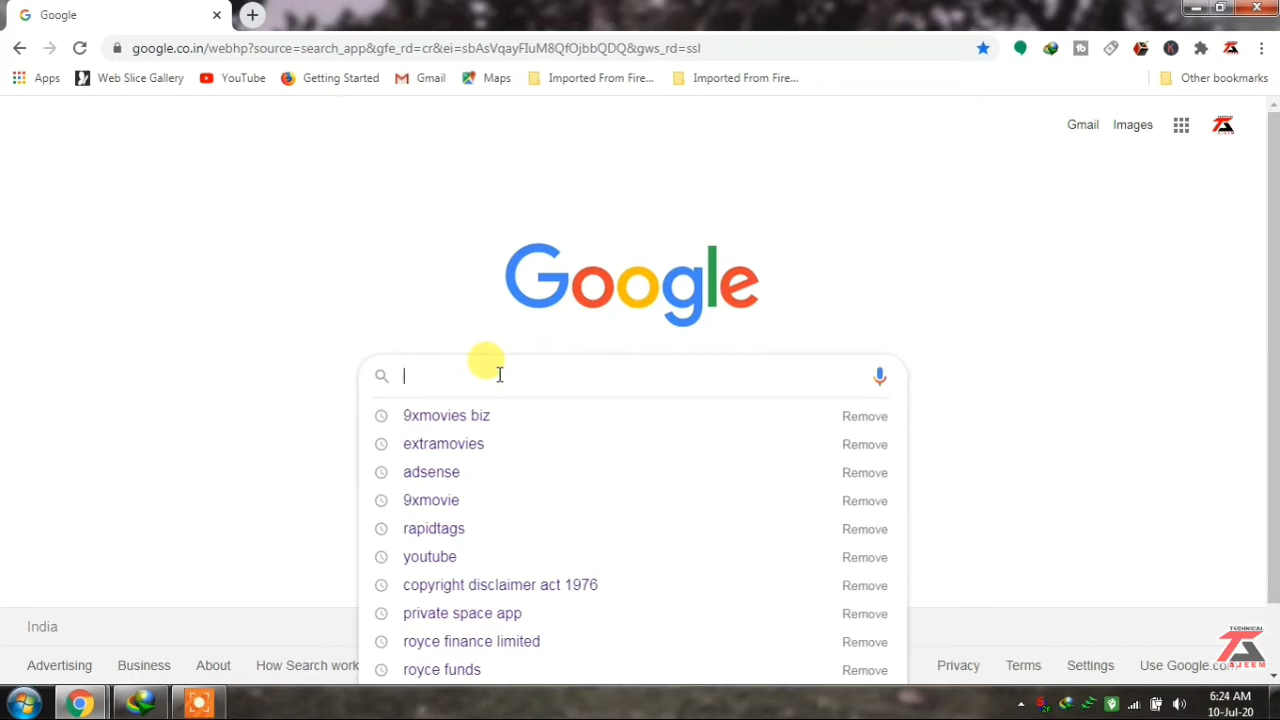 Google
google.co.in/webhp?source=search_app&gfe_rd=cr&ei=sbAsVqayFIuM8QfOjbbQDQ&gws_rd=ssl
Apps Web Slice Gallery YouTube Getting Started Gmail Maps Imported From Fire... Imported From Fire... Other bookmarks
Gmail Images
Google
9xmovies biz Remove
extramovies Remove
adsense Remove
9xmovie Remove
rapidtags Remove
youtube Remove
copyright disclaimer act 1976 Remove
private space app Remove
royce finance limited Remove
royce funds Remove
India
TECHNICAL
Advertising Business About How Search work Privacy Terms Settings Use Google.co
6:24 AM
10-Jul-20